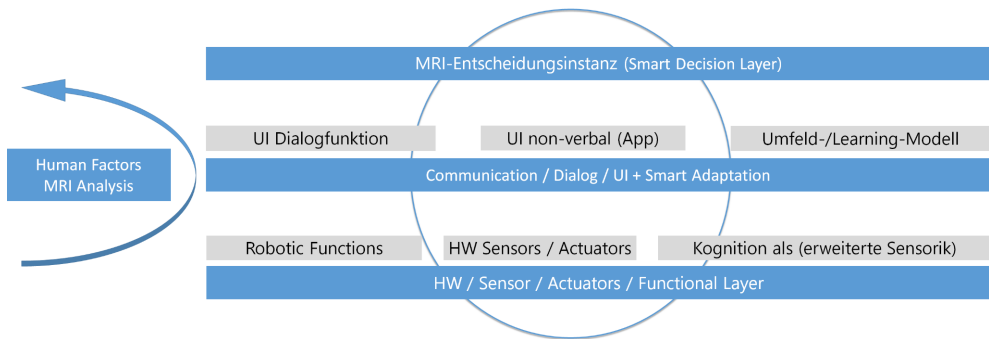 MRI-Entscheidungsinstanz (Smart Decision Layer)
UI Dialogfunktion
UI non-verbal (App)
Umfeld-/Learning-Modell
Human Factors
MRI Analysis
Communication / Dialog / UI + Smart Adaptation
Robotic Functions
HW Sensors / Actuators
Kognition als (erweiterte Sensorik)
HW / Sensor / Actuators / Functional Layer